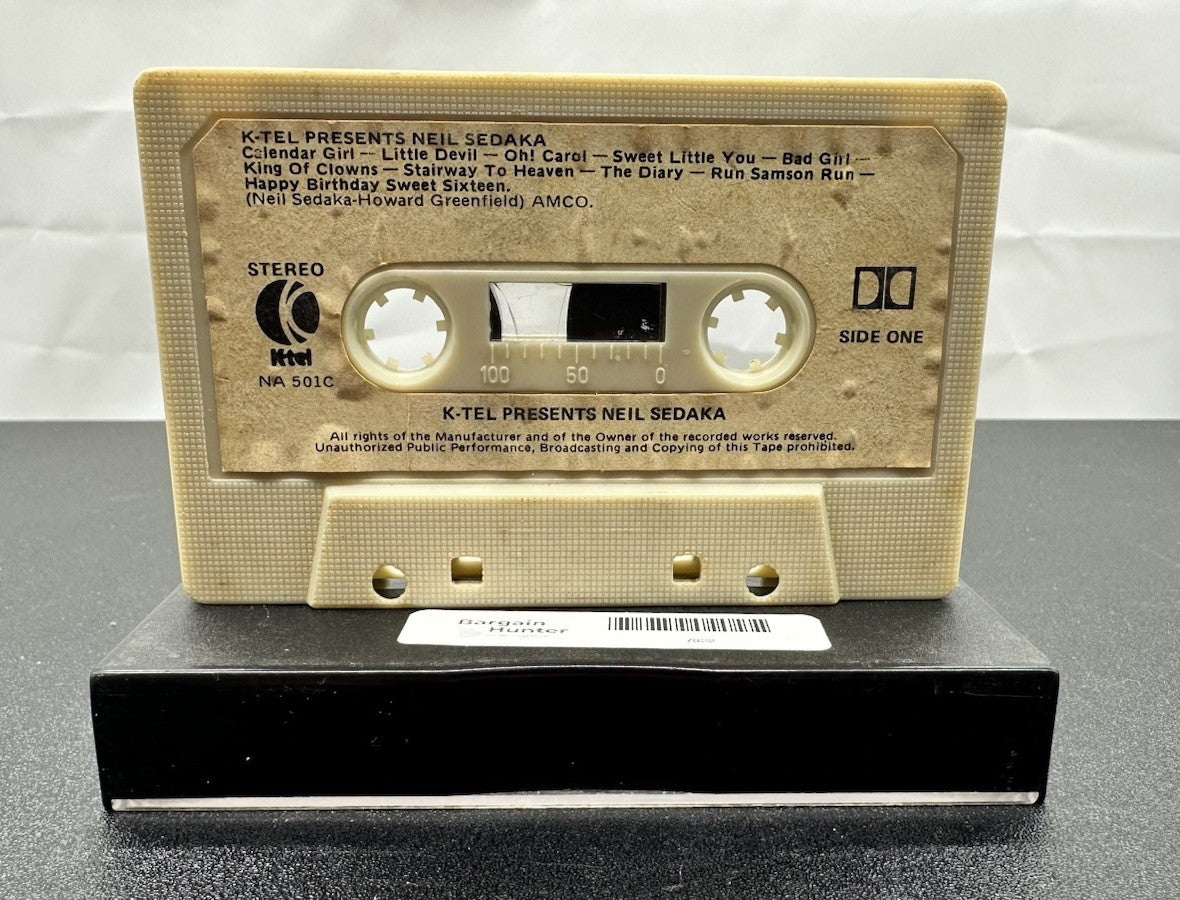 K-TEL PRESENTS NEIL SEDAKA
Calendar Girl — Little Devil — Oh! Carol — Sweet Little You — Bad Girl —
King Of Clowns — Stairway To Heaven — The Diary — Run Samson Run —
Happy Birthday Sweet Sixteen.
(Neil Sedaka-Howard Greenfield) AMCO.
STEREO
K-tel
NA 501C
SIDE ONE
100 50 0
K-TEL PRESENTS NEIL SEDAKA
All rights of the Manufacturer and of the Owner of the recorded works reserved.
Unauthorized Public Performance, Broadcasting and Copying of this Tape prohibited.
Bargain
Hunter